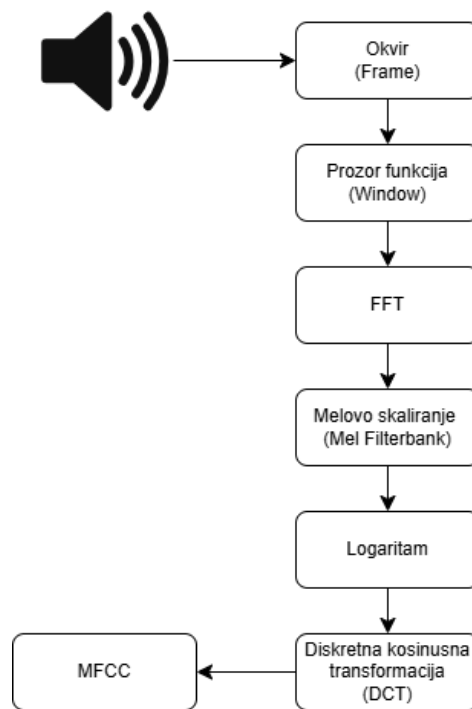 Okvir
(Frame)
Prozor funkcija
(Window)
FFT
Melovo skaliranje
(Mel Filterbank)
Logaritam
Diskretna kosinusna
transformacija
(DCT)
MFCC